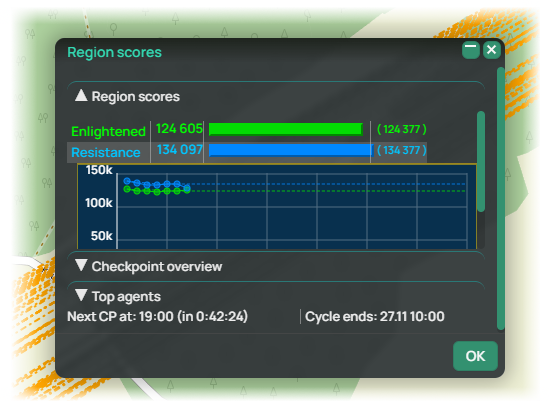 Region scores
Region scores
Enlightened 124 605 ( 124 377 )
Resistance 134 097 ( 134 377 )
150k
100k
50k
Checkpoint overview
Top agents
Next CP at: 19:00 (in 0:42:24) Cycle ends: 27.11 10:00
OK